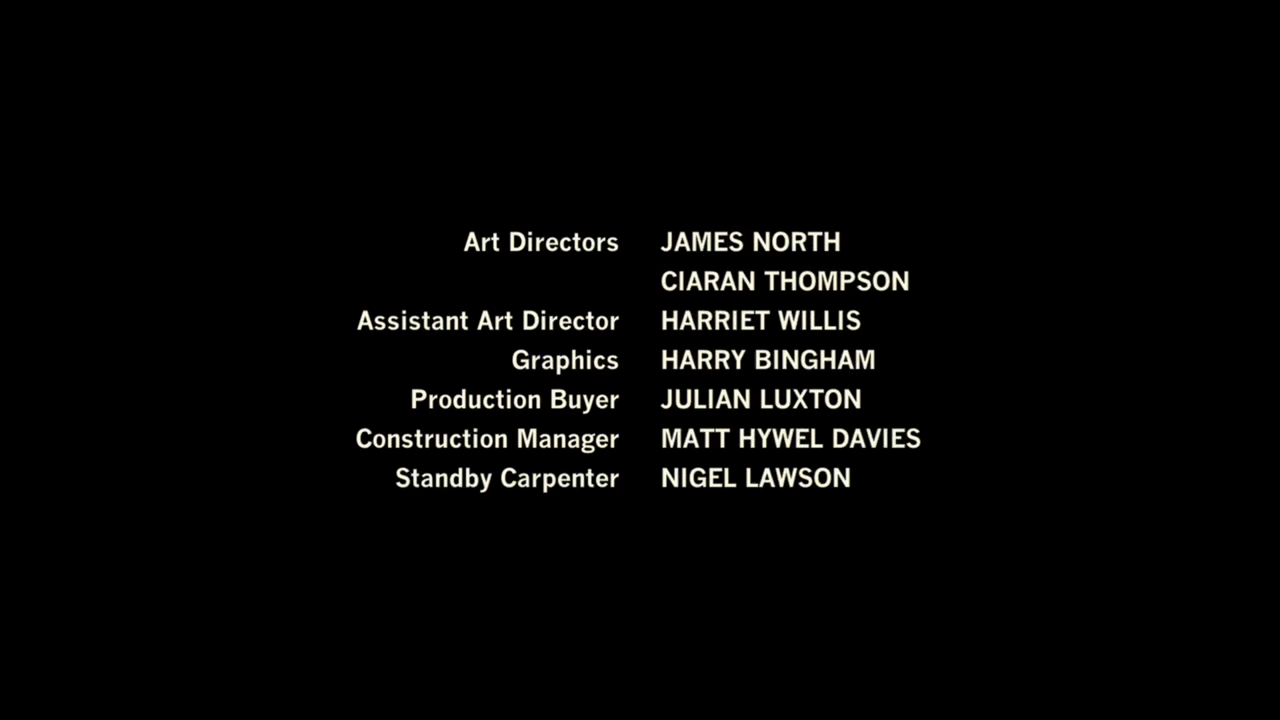 Art Directors JAMES NORTH
CIARAN THOMPSON
Assistant Art Director HARRIET WILLIS
Graphics HARRY BINGHAM
Production Buyer JULIAN LUXTON
Construction Manager MATT HYWEL DAVIES
Standby Carpenter NIGEL LAWSON